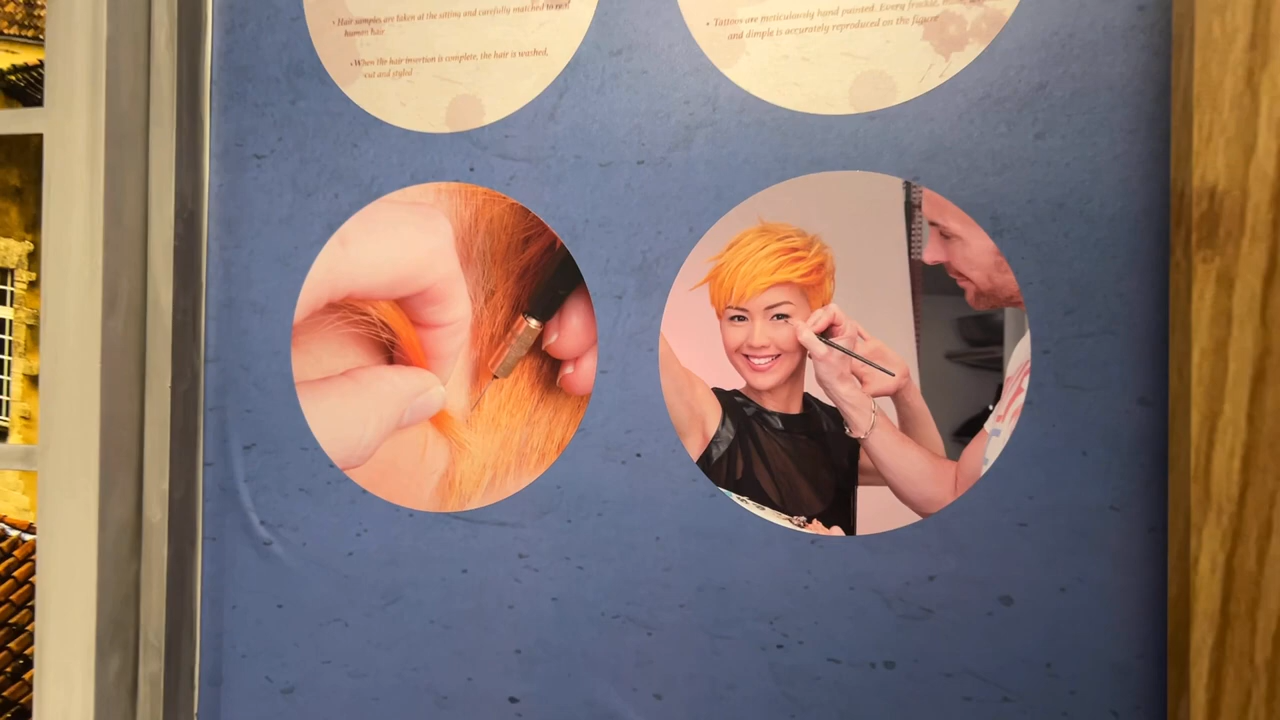 • Hair samples are taken at the sitting and carefully matched to real
human hair
• When the hair insertion is complete, the hair is washed,
cut and styled
• Tattoos are meticulously hand painted. Every freckle,
and dimple is accurately reproduced on the figure